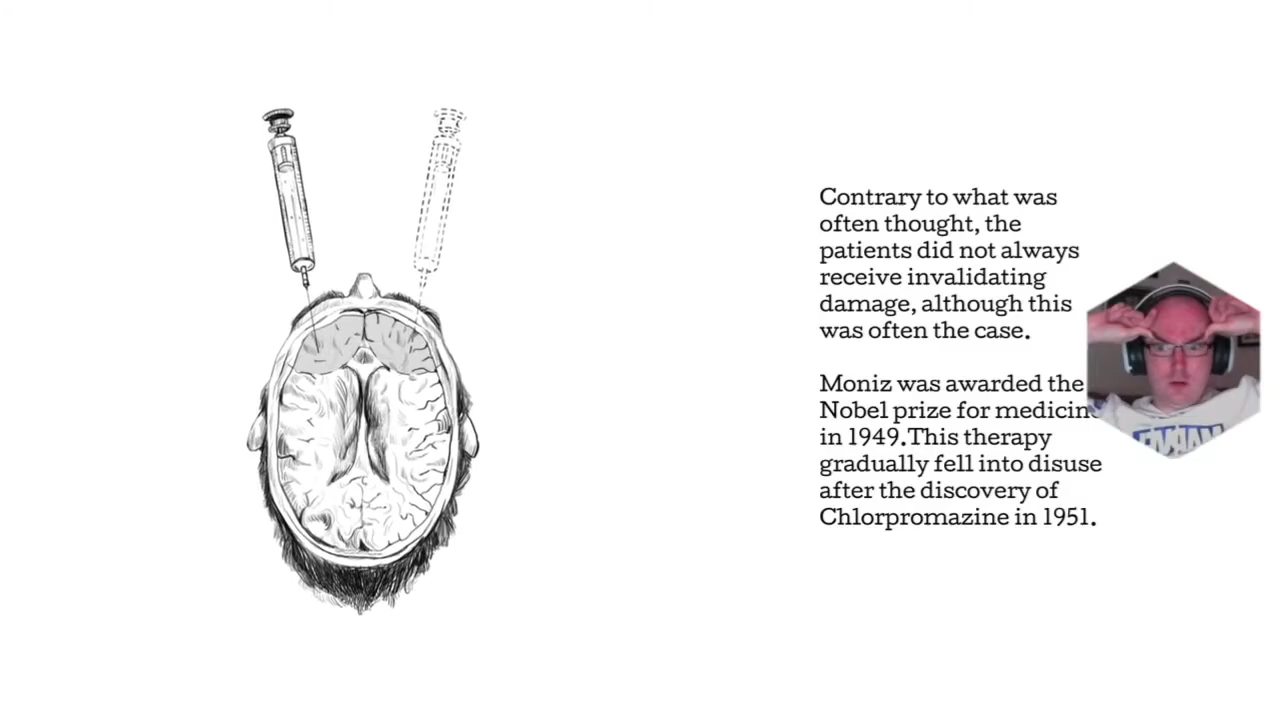 Contrary to what was
often thought, the
patients did not always
receive invalidating
damage, although this
was often the case.
Moniz was awarded the
Nobel prize for medicine
in 1949.This therapy
gradually fell into disuse
after the discovery of
Chlorpromazine in 1951.